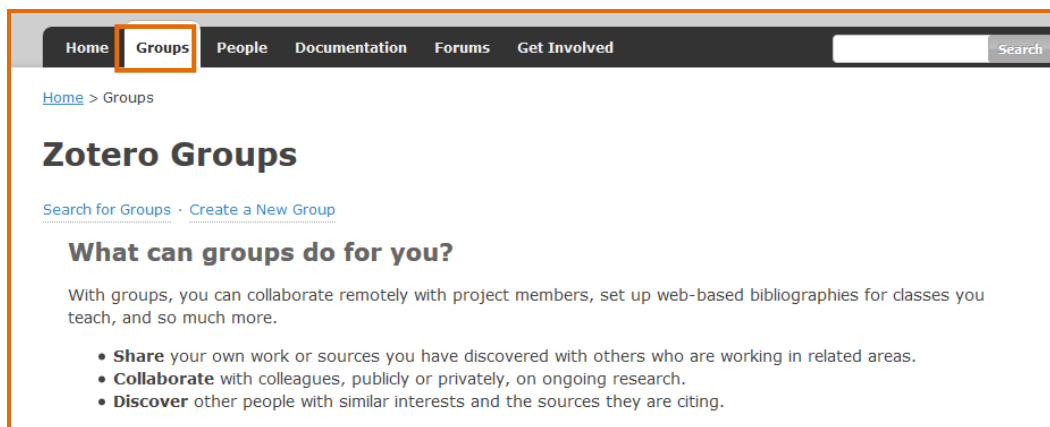 Home Groups People Documentation Forums Get Involved Search
Home > Groups
Zotero Groups
Search for Groups · Create a New Group
What can groups do for you?
With groups, you can collaborate remotely with project members, set up web-based bibliographies for classes you
teach, and so much more.
• Share your own work or sources you have discovered with others who are working in related areas.
• Collaborate with colleagues, publicly or privately, on ongoing research.
• Discover other people with similar interests and the sources they are citing.